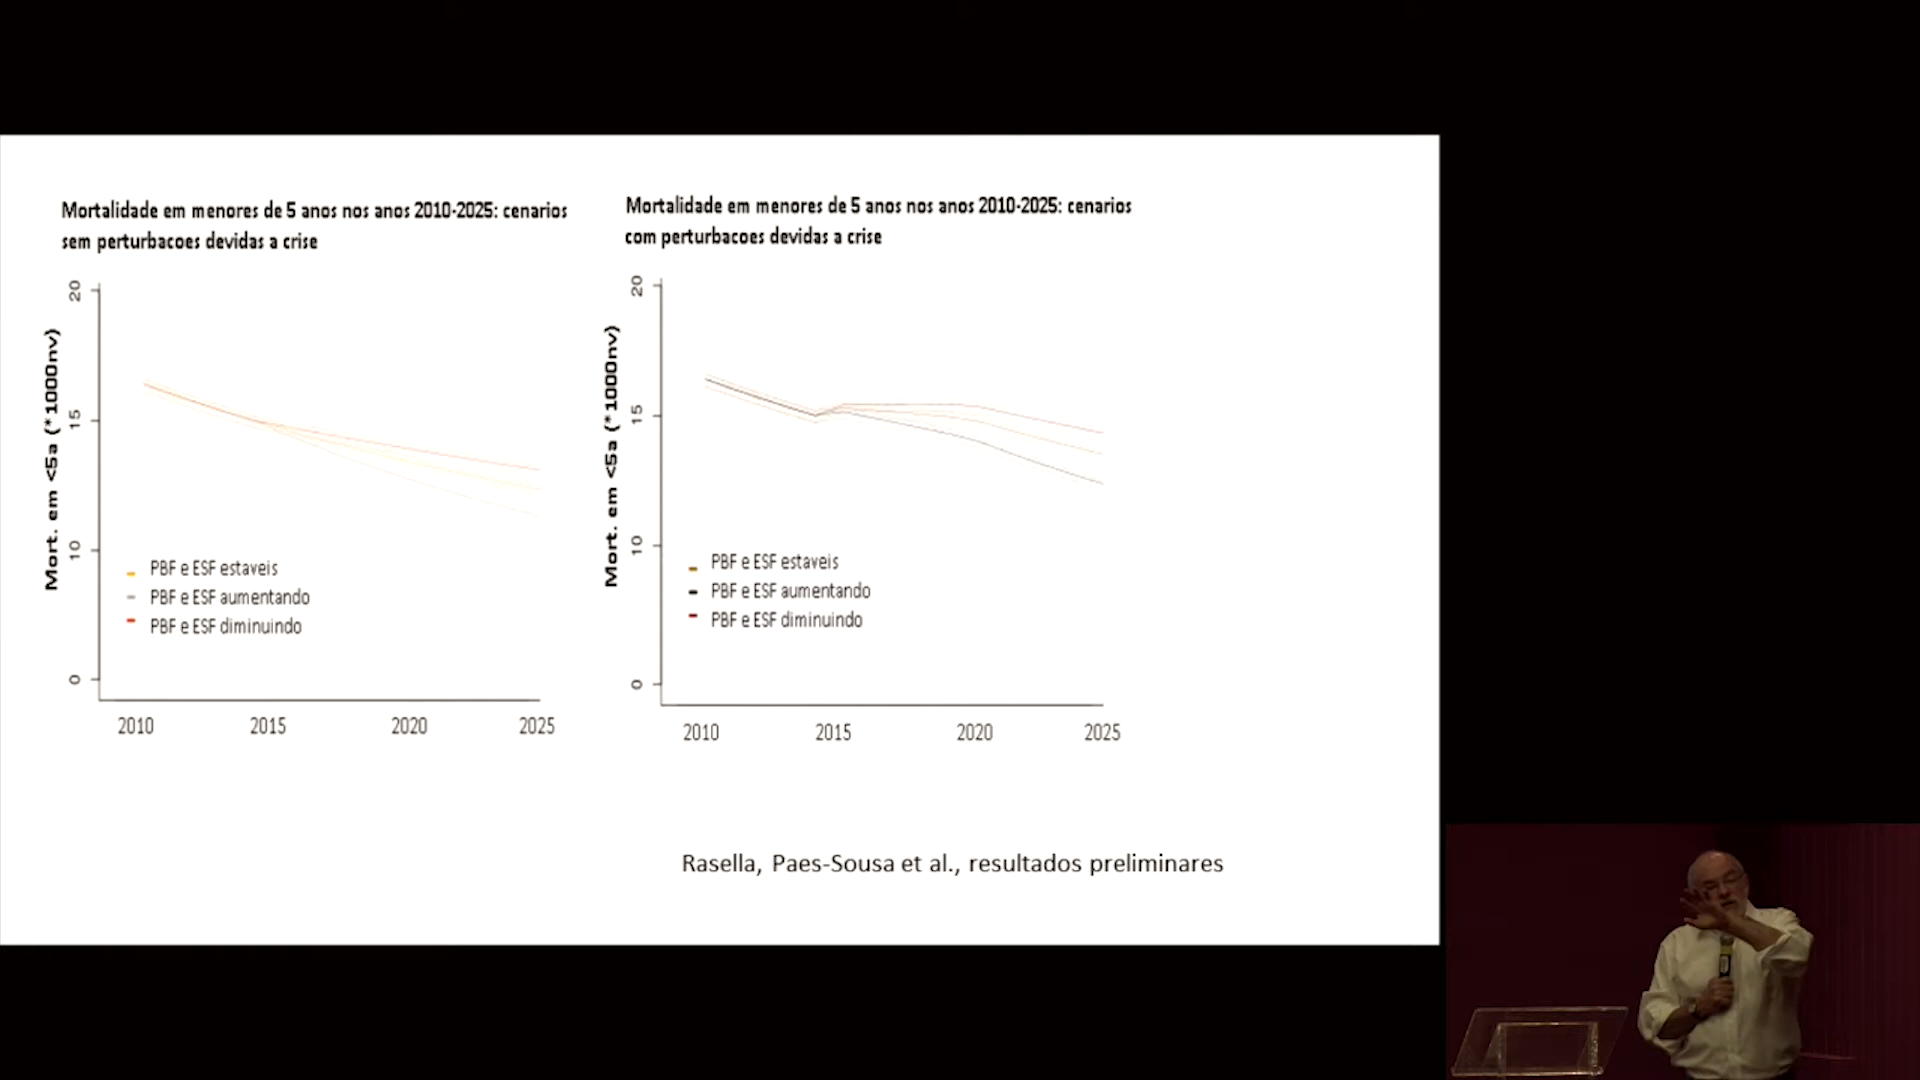 Mortalidade em menores de 5 anos nos anos 2010-2025: cenarios
sem perturbacoes devidas a crise
Mort. em <5a (*1000nv)
20
15
10
0
PBF e ESF estaveis
PBF e ESF aumentando
PBF e ESF diminuindo
2010 2015 2020 2025
Mortalidade em menores de 5 anos nos anos 2010-2025: cenarios
com perturbacoes devidas a crise
Mort. em <5a (*1000nv)
20
15
10
0
PBF e ESF estaveis
PBF e ESF aumentando
PBF e ESF diminuindo
2010 2015 2020 2025
Rasella, Paes-Sousa et al., resultados preliminares